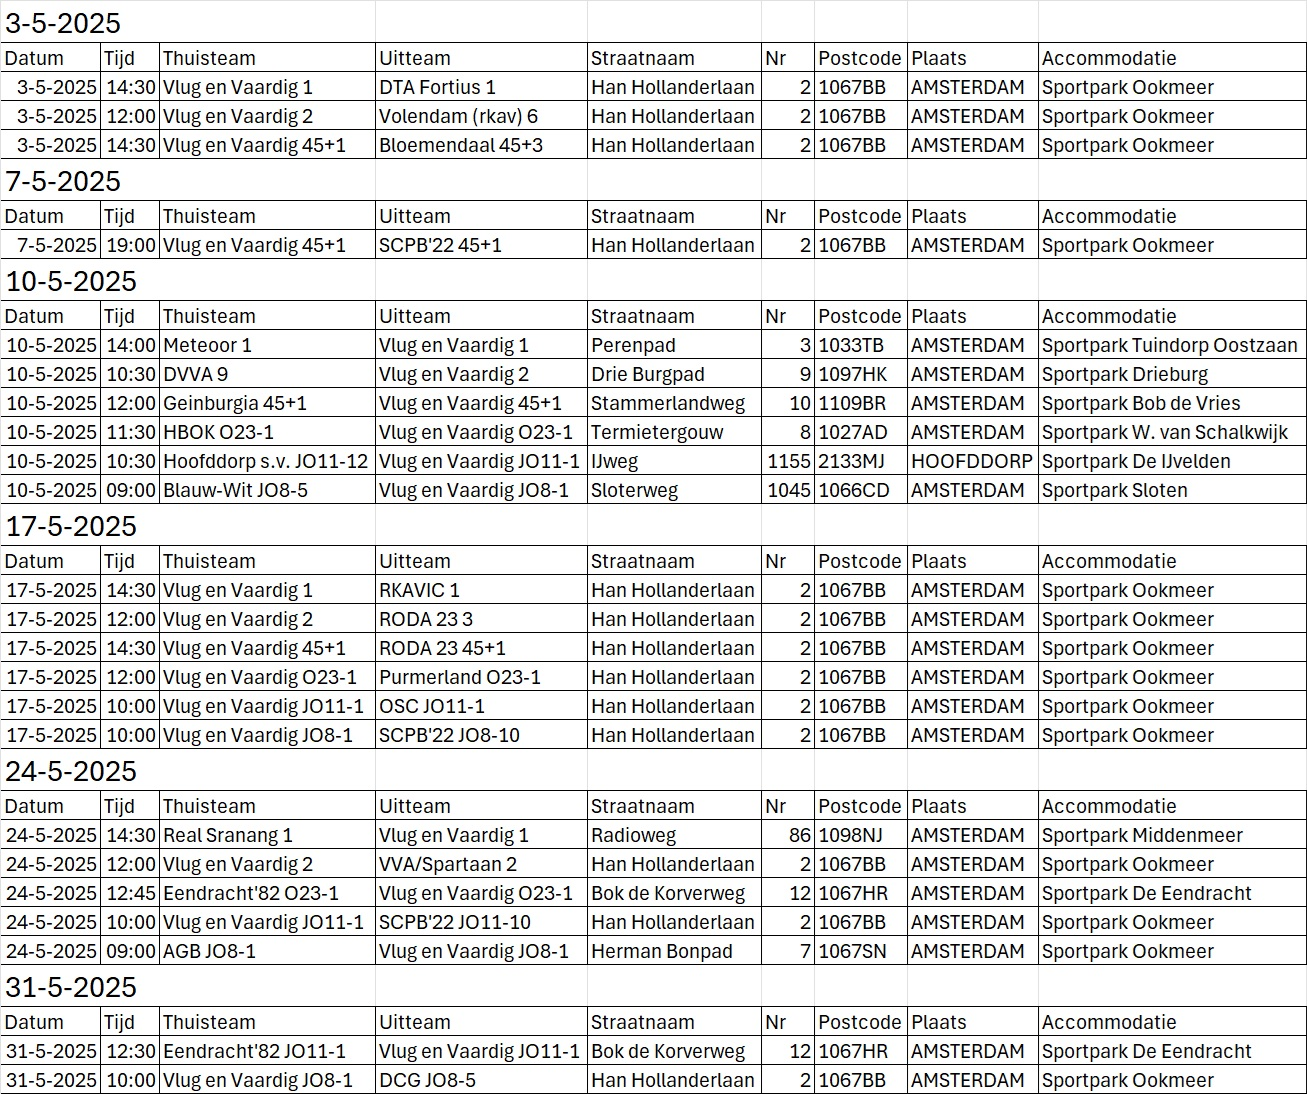 3-5-2025
Datum Tijd Thuisteam Uitteam Straatnaam Nr Postcode Plaats Accommodatie
3-5-2025 14:30 Vlug en Vaardig 1 DTA Fortius 1 Han Hollanderlaan 2 1067BB AMSTERDAM Sportpark Ookmeer
3-5-2025 12:00 Vlug en Vaardig 2 Volendam (rkav) 6 Han Hollanderlaan 2 1067BB AMSTERDAM Sportpark Ookmeer
3-5-2025 14:30 Vlug en Vaardig 45+1 Bloemendaal 45+3 Han Hollanderlaan 2 1067BB AMSTERDAM Sportpark Ookmeer
7-5-2025
Datum Tijd Thuisteam Uitteam Straatnaam Nr Postcode Plaats Accommodatie
7-5-2025 19:00 Vlug en Vaardig 45+1 SCPB'22 45+1 Han Hollanderlaan 2 1067BB AMSTERDAM Sportpark Ookmeer
10-5-2025
Datum Tijd Thuisteam Uitteam Straatnaam Nr Postcode Plaats Accommodatie
10-5-2025 14:00 Meteoor 1 Vlug en Vaardig 1 Perenpad 3 1033TB AMSTERDAM Sportpark Tuindorp Oostzaan
10-5-2025 10:30 DVVA 9 Vlug en Vaardig 2 Drie Burgpad 9 1097HK AMSTERDAM Sportpark Drieburg
10-5-2025 12:00 Geinburgia 45+1 Vlug en Vaardig 45+1 Stammerlandweg 10 1109BR AMSTERDAM Sportpark Bob de Vries
10-5-2025 11:30 HBOK O23-1 Vlug en Vaardig O23-1 Termietergouw 8 1027AD AMSTERDAM Sportpark W. van Schalkwijk
10-5-2025 10:30 Hoofddorp s.v. JO11-12 Vlug en Vaardig JO11-1 IJweg 1155 2133MJ HOOFDDORP Sportpark De IJvelden
10-5-2025 09:00 Blauw-Wit JO8-5 Vlug en Vaardig JO8-1 Sloterweg 1045 1066CD AMSTERDAM Sportpark Sloten
17-5-2025
Datum Tijd Thuisteam Uitteam Straatnaam Nr Postcode Plaats Accommodatie
17-5-2025 14:30 Vlug en Vaardig 1 RKAVIC 1 Han Hollanderlaan 2 1067BB AMSTERDAM Sportpark Ookmeer
17-5-2025 12:00 Vlug en Vaardig 2 RODA 23 3 Han Hollanderlaan 2 1067BB AMSTERDAM Sportpark Ookmeer
17-5-2025 14:30 Vlug en Vaardig 45+1 RODA 23 45+1 Han Hollanderlaan 2 1067BB AMSTERDAM Sportpark Ookmeer
17-5-2025 12:00 Vlug en Vaardig O23-1 Purmerland O23-1 Han Hollanderlaan 2 1067BB AMSTERDAM Sportpark Ookmeer
17-5-2025 10:00 Vlug en Vaardig JO11-1 OSC JO11-1 Han Hollanderlaan 2 1067BB AMSTERDAM Sportpark Ookmeer
17-5-2025 10:00 Vlug en Vaardig JO8-1 SCPB'22 JO8-10 Han Hollanderlaan 2 1067BB AMSTERDAM Sportpark Ookmeer
24-5-2025
Datum Tijd Thuisteam Uitteam Straatnaam Nr Postcode Plaats Accommodatie
24-5-2025 14:30 Real Sranang 1 Vlug en Vaardig 1 Radioweg 86 1098NJ AMSTERDAM Sportpark Middenmeer
24-5-2025 12:00 Vlug en Vaardig 2 VVA/Spartaan 2 Han Hollanderlaan 2 1067BB AMSTERDAM Sportpark Ookmeer
24-5-2025 12:45 Eendracht'82 O23-1 Vlug en Vaardig O23-1 Bok de Korverweg 12 1067HR AMSTERDAM Sportpark De Eendracht
24-5-2025 10:00 Vlug en Vaardig JO11-1 SCPB'22 JO11-10 Han Hollanderlaan 2 1067BB AMSTERDAM Sportpark Ookmeer
24-5-2025 09:00 AGB JO8-1 Vlug en Vaardig JO8-1 Herman Bonpad 7 1067SN AMSTERDAM Sportpark Ookmeer
31-5-2025
Datum Tijd Thuisteam Uitteam Straatnaam Nr Postcode Plaats Accommodatie
31-5-2025 12:30 Eendracht'82 JO11-1 Vlug en Vaardig JO11-1 Bok de Korverweg 12 1067HR AMSTERDAM Sportpark De Eendracht
31-5-2025 10:00 Vlug en Vaardig JO8-1 DCG JO8-5 Han Hollanderlaan 2 1067BB AMSTERDAM Sportpark Ookmeer